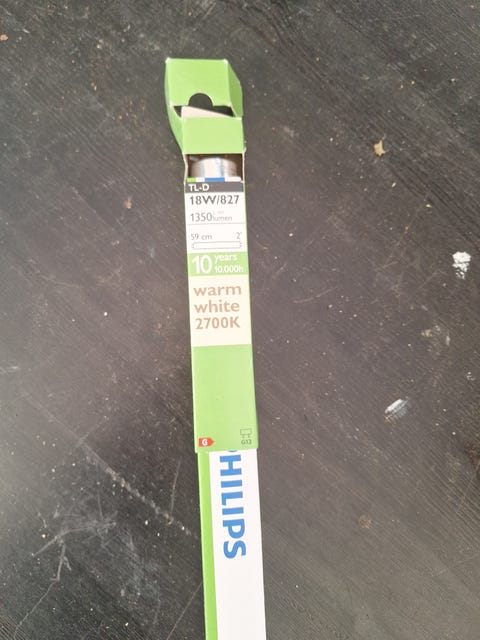 TL-D
18W/827
1350 lumen
59 cm 2'
10 years
10.000h
warm
white
2700K
G
G13
PHILIPS